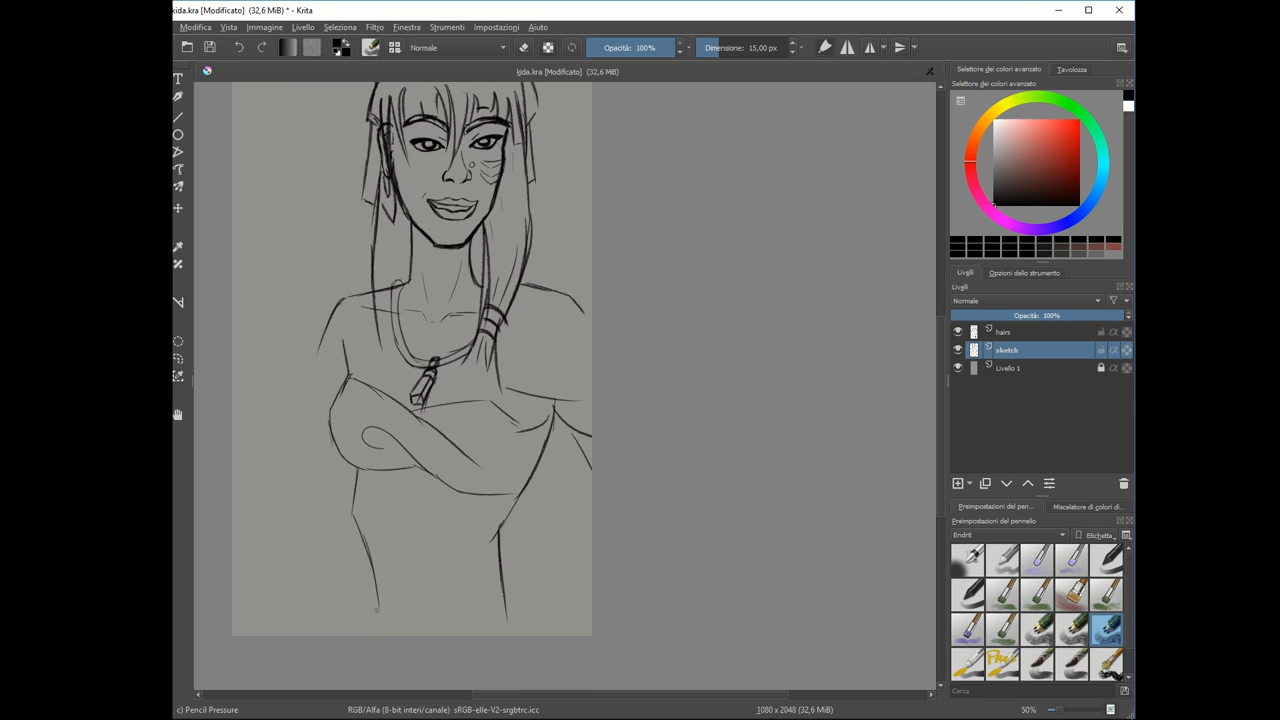 kida.kra [Modificato] (32,6 MiB) * - Krita
Modifica Vista Immagine Livello Seleziona Filtro Finestra Strumenti Impostazioni Aiuto
Normale Opacità: 100% Dimensione: 15,00 px
kida.kra [Modificato] (32,6 MiB)
Selettore dei colori avanzato Tavolozza
Selettore dei colori avanzato
Livelli Opzioni dello strumento
Livelli
Normale
Opacità: 100%
hairs
sketch
Livello 1
Preimpostazioni del pen... Miscelatore di colori di...
Preimpostazioni del pennello
Endrit Etichetta
Cerca
c) Pencil Pressure RGB/Alfa (8-bit interi/canale) sRGB-elle-V2-srgbtrc.icc 1080 x 2048 (32,6 MiB) 50%